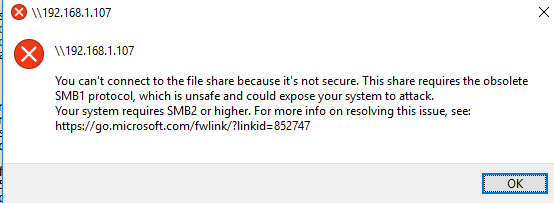 \\192.168.1.107
\\192.168.1.107
You can't connect to the file share because it's not secure. This share requires the obsolete
SMB1 protocol, which is unsafe and could expose your system to attack.
Your system requires SMB2 or higher. For more info on resolving this issue, see:
https://go.microsoft.com/fwlink/?linkid=852747
OK